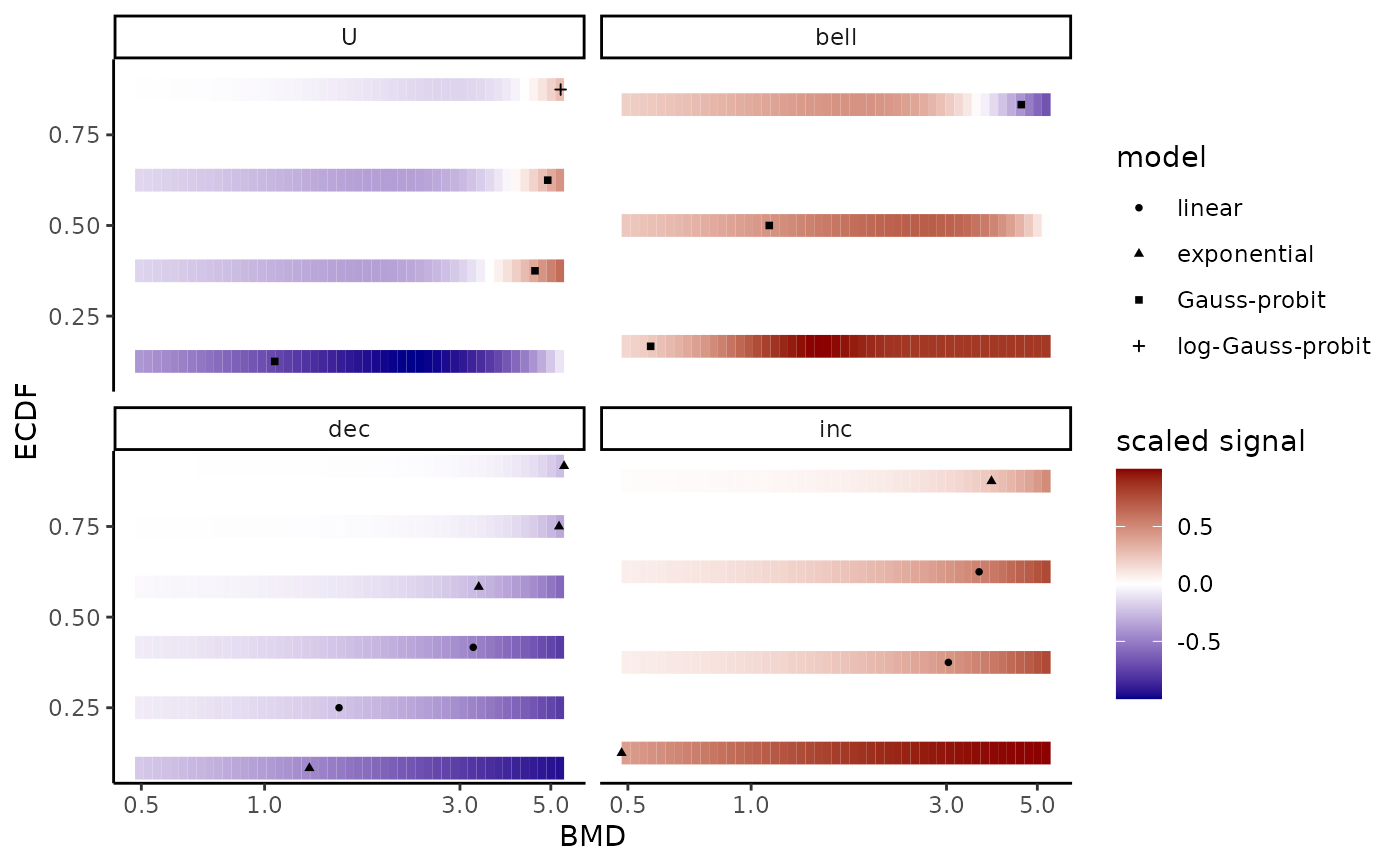 U
bell
0.75
0.50
0.25
dec
inc
0.75
0.50
0.25
0.5
1.0
3.0
5.0
0.5
1.0
3.0
5.0
BMD
ECDF
model
linear
exponential
Gauss-probit
log-Gauss-probit
scaled signal
0.5
0.0
-0.5